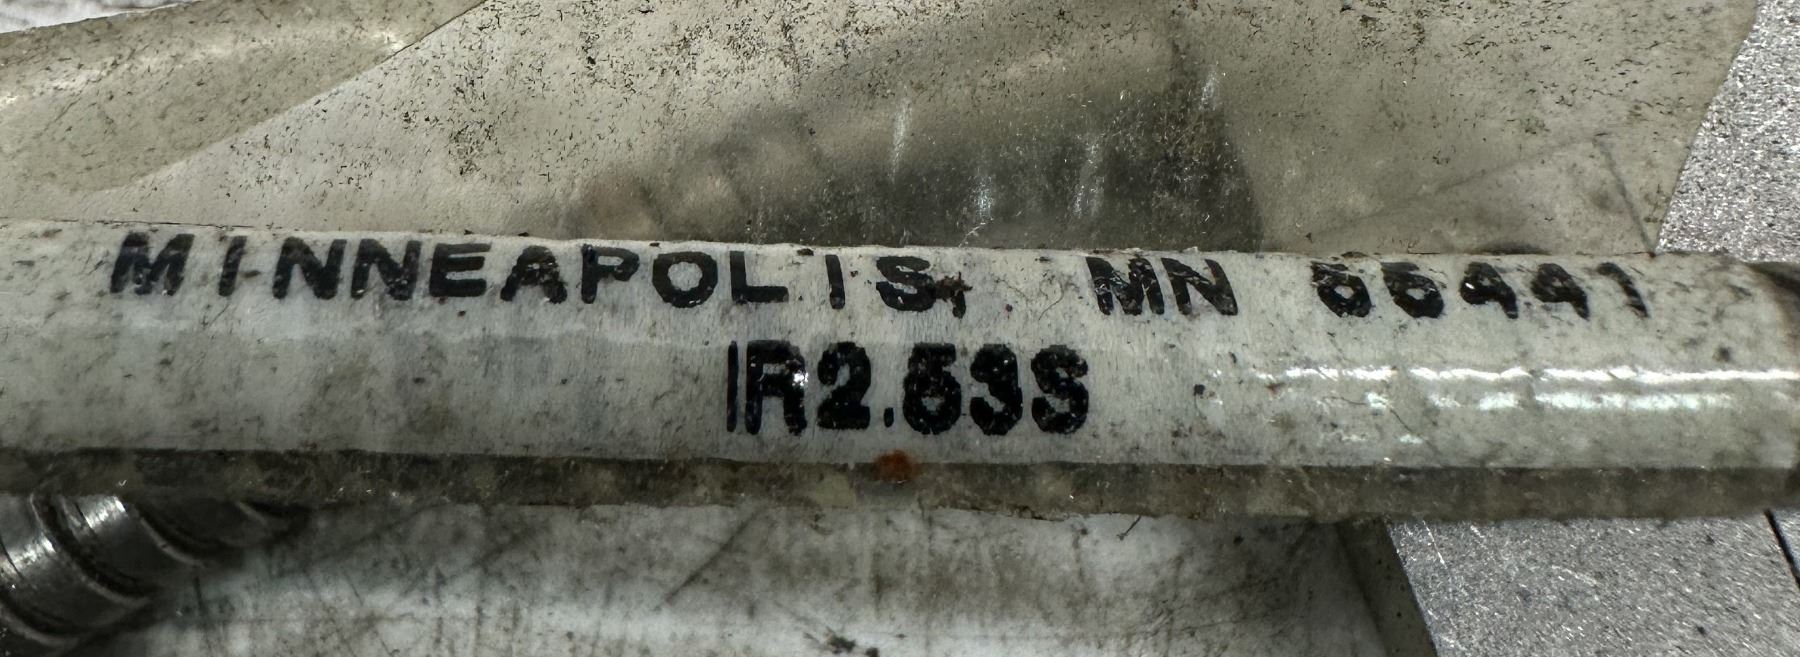 MINNEAPOLIS, MN 55441
IR2.53S